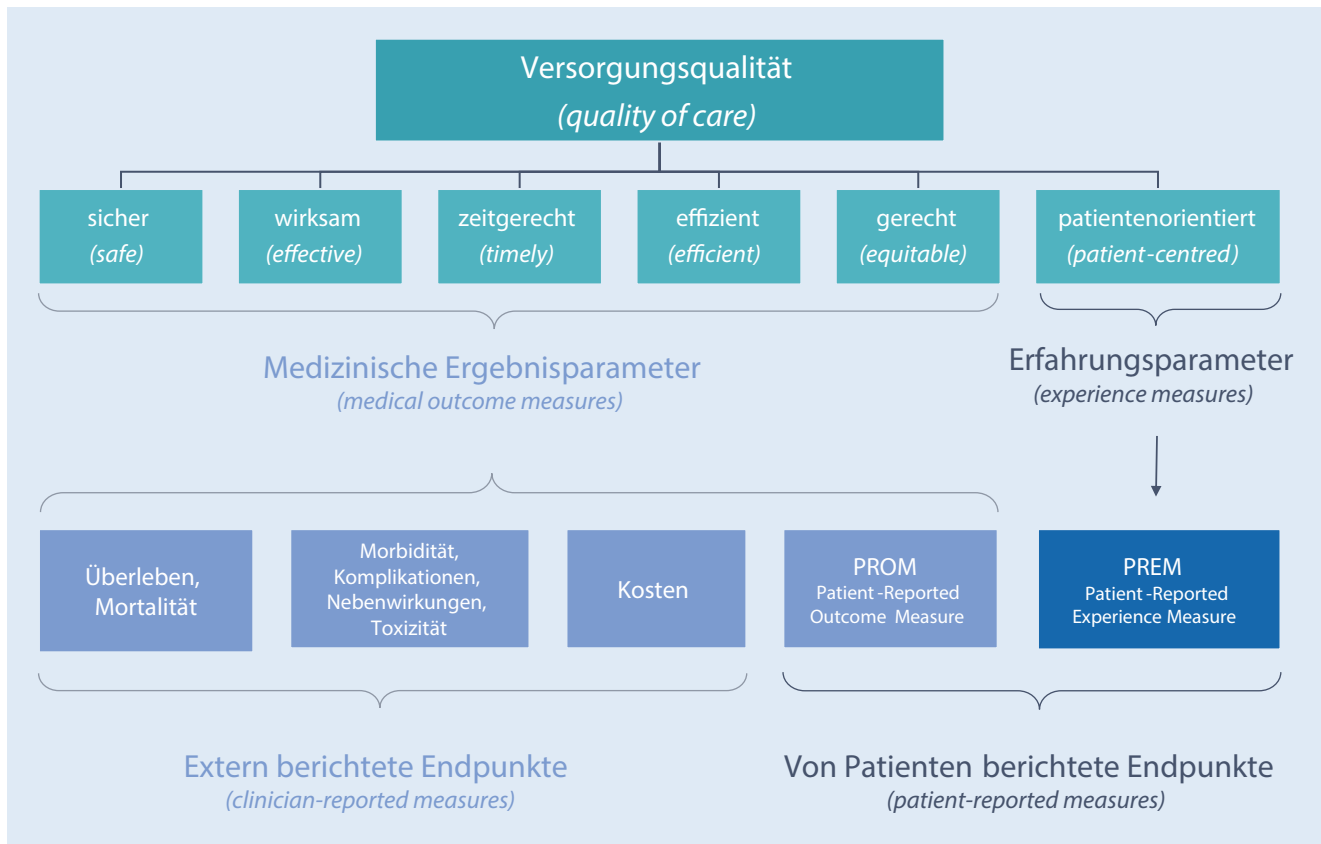 Versorgungsqualität
(quality of care)
sicher
(safe)
wirksam
(effective)
zeitgerecht
(timely)
effizient
(efficient)
gerecht
(equitable)
patientenorientiert
(patient-centred)
Medizinische Ergebnisparameter
(medical outcome measures)
Erfahrungsparameter
(experience measures)
Überleben,
Mortalität
Morbidität,
Komplikationen,
Nebenwirkungen,
Toxizität
Kosten
PROM
Patient-Reported
Outcome Measure
PREM
Patient-Reported
Experience Measure
Extern berichtete Endpunkte
(clinician-reported measures)
Von Patienten berichtete Endpunkte
(patient-reported measures)